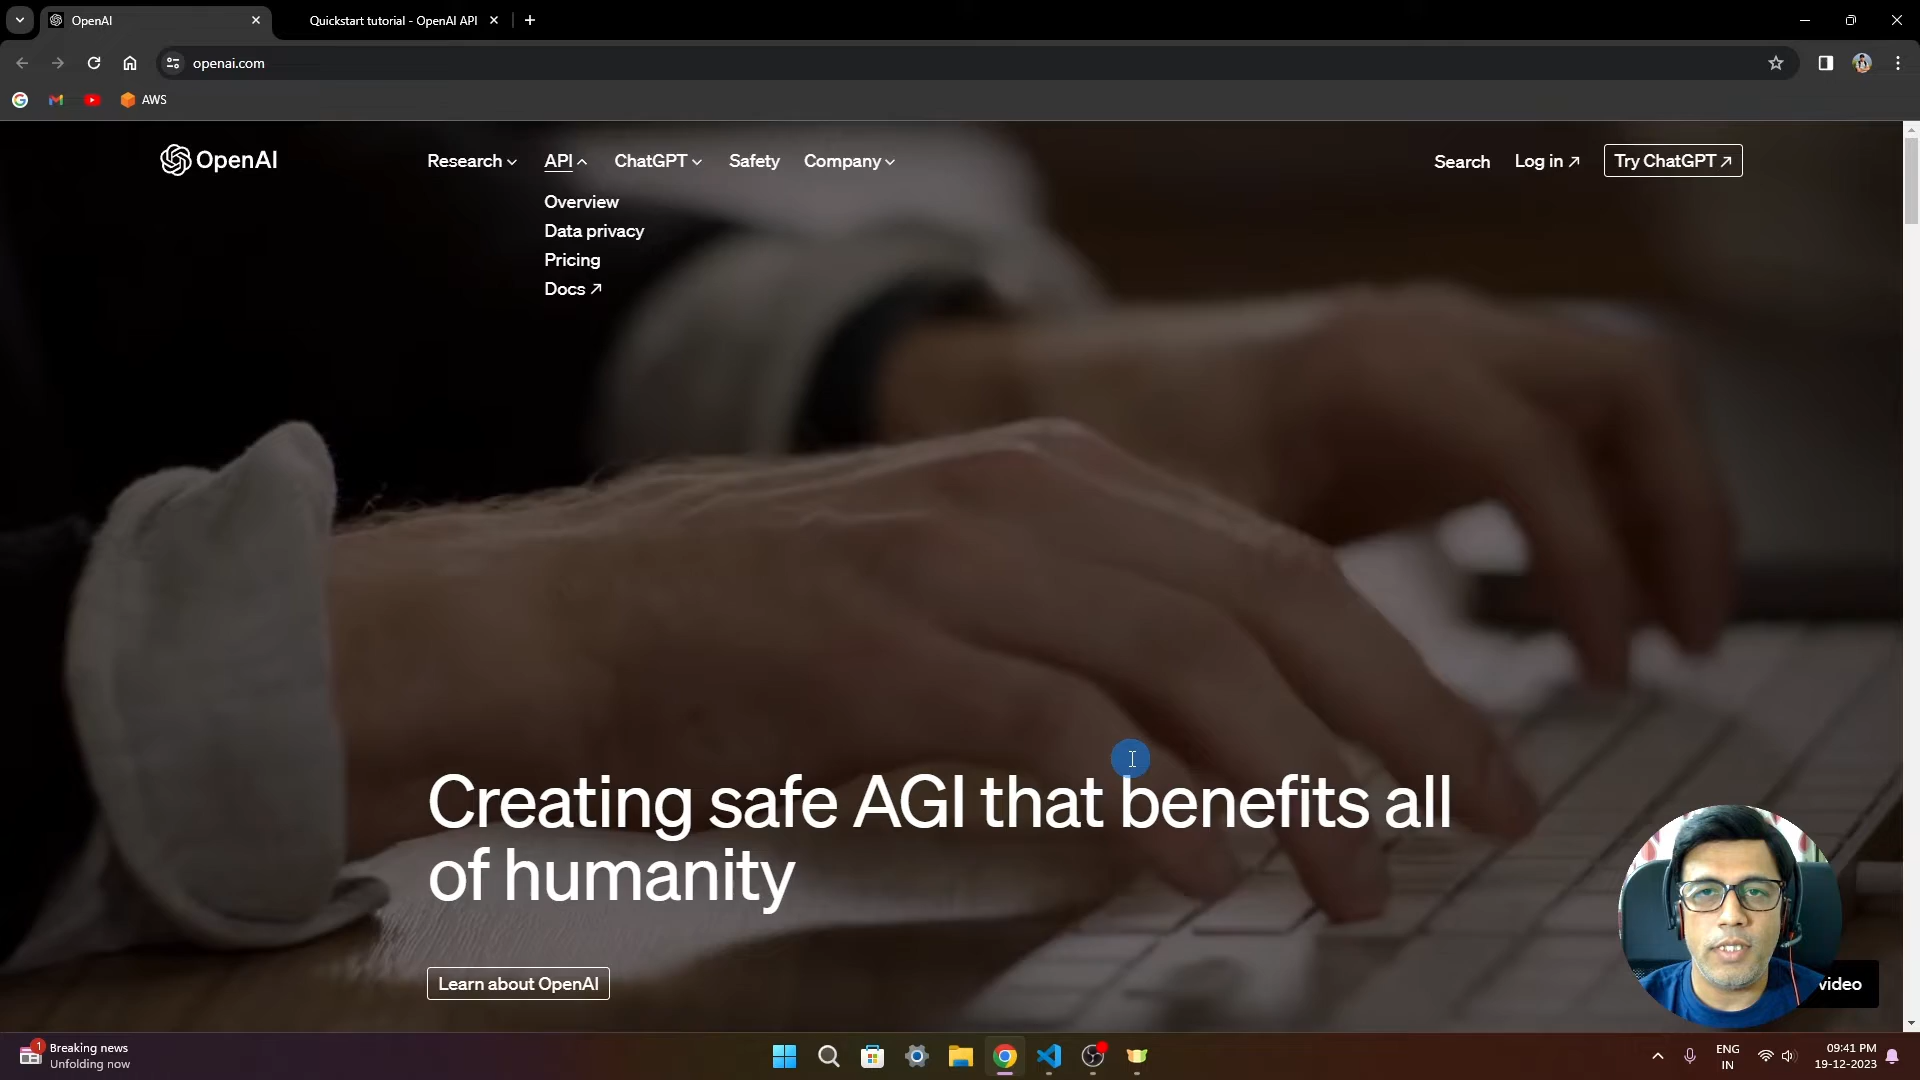 OpenAI
Quickstart tutorial - OpenAI API
openai.com
AWS
OpenAI
Research
API
ChatGPT
Safety
Company
Search
Log in
Try ChatGPT
Overview
Data privacy
Pricing
Docs
Creating safe AGI that benefits all
of humanity
Learn about OpenAI
video
1
Breaking news
Unfolding now
ENG
IN
09:41 PM
19-12-2023